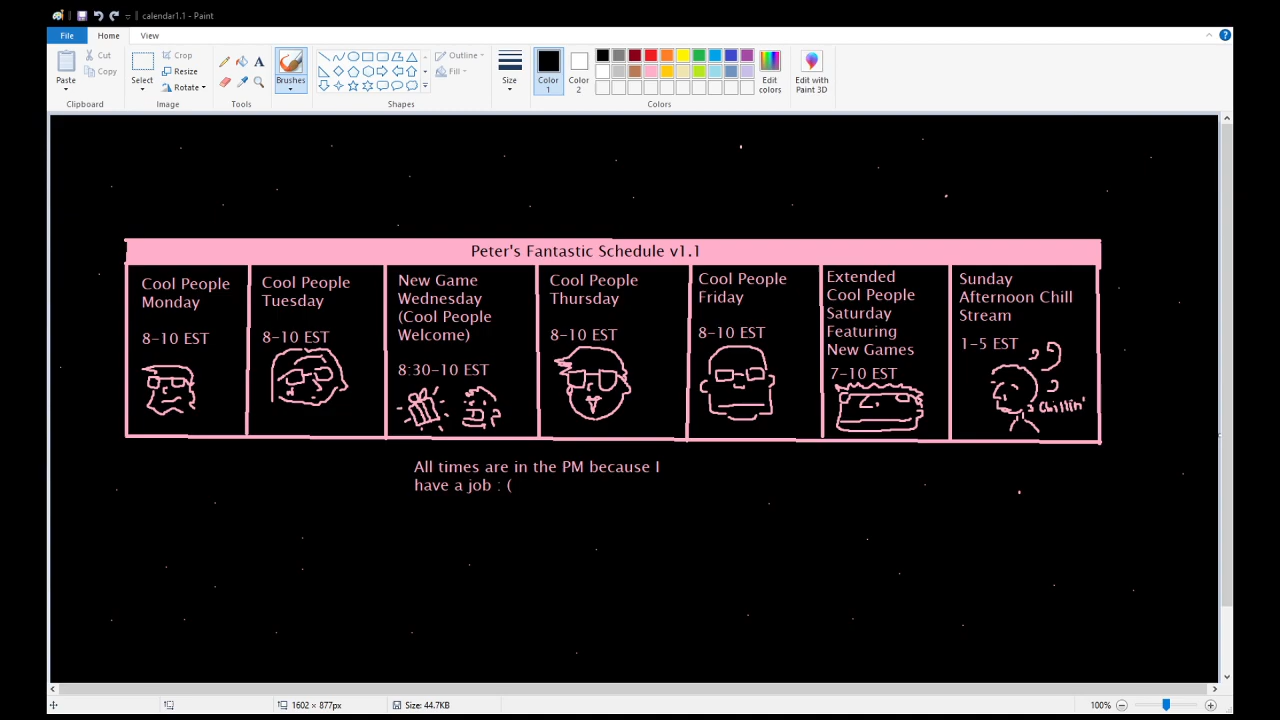 calendar1.1 - Paint
File
Home
View
Paste
Cut
Copy
Clipboard
Select
Crop
Resize
Rotate
Image
Tools
Brushes
Shapes
Outline
Fill
Size
Color
1
Color
2
Colors
Edit
colors
Edit with
Paint 3D
Peter's Fantastic Schedule v1.1
Cool People
Monday
8-10 EST
Cool People
Tuesday
8-10 EST
New Game
Wednesday
(Cool People
Welcome)
8:30-10 EST
Cool People
Thursday
8-10 EST
Cool People
Friday
8-10 EST
Extended
Cool People
Saturday
Featuring
New Games
7-10 EST
Sunday
Afternoon Chill
Stream
1-5 EST
Chillin'
All times are in the PM because I
have a job : (
1602 × 877px
Size: 44.7KB
100%